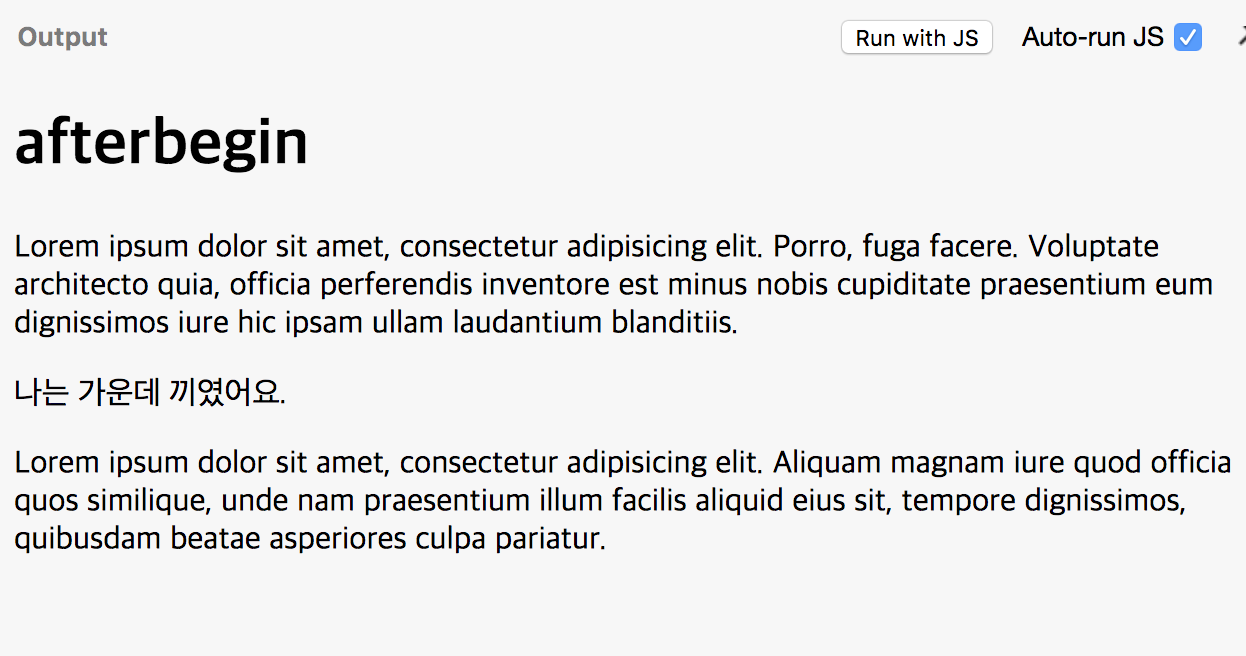 Output
Run with JS
Auto-run JS
afterbegin
Lorem ipsum dolor sit amet, consectetur adipisicing elit. Porro, fuga facere. Voluptate
architecto quia, officia perferendis inventore est minus nobis cupiditate praesentium eum
dignissimos iure hic ipsam ullam laudantium blanditiis.
나는 가운데 끼였어요.
Lorem ipsum dolor sit amet, consectetur adipisicing elit. Aliquam magnam iure quod officia
quos similique, unde nam praesentium illum facilis aliquid eius sit, tempore dignissimos,
quibusdam beatae asperiores culpa pariatur.